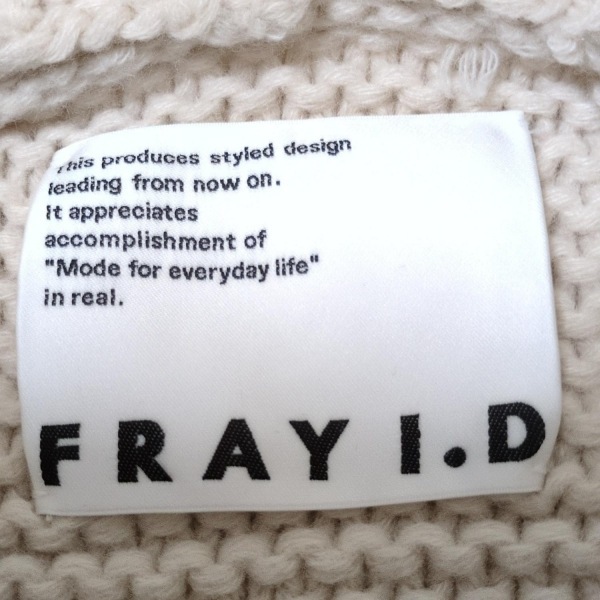 This produces styled design
leading from now on.
It appreciates
accomplishment of
"Mode for everyday life"
in real.
FRAY I.D